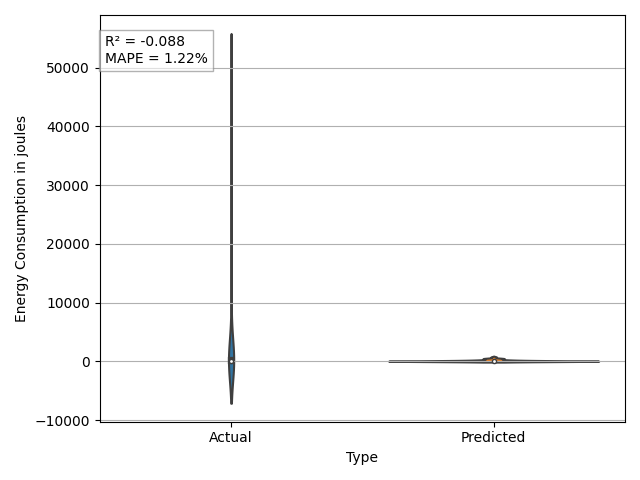 R² = -0.088
MAPE = 1.22%
50000
40000
30000
20000
10000
0
−10000
Energy Consumption in joules
Actual
Predicted
Type